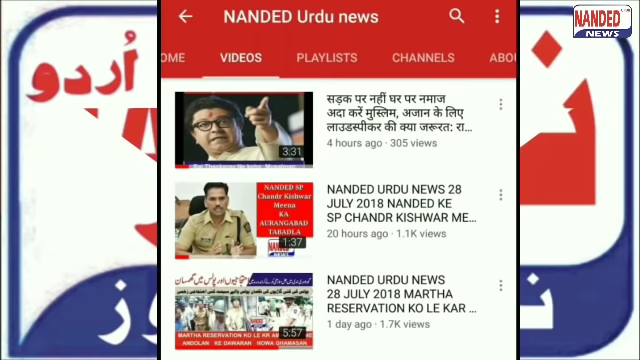 NANDED Urdu news
NANDED
NEWS
OME VIDEOS PLAYLISTS CHANNELS ABOU
اُردو
सड़क पर नहीं घर पर नमाज
अदा करें मुस्लिम, अजान के लिए
लाउडस्पीकर की क्या जरूरत: रा...
4 hours ago · 305 views
3:31
NANDED SP
Chandr Kishwar
Meena
KA
AURANGABAD
TABADLA
1:37
NANDED URDU NEWS 28
JULY 2018 NANDED KE
SP CHANDR KISHWAR ME...
20 hours ago · 1.1K views
MARTHA RESERVATION KO LE KR AM
ANDOLAN KE DAWARAN HOWA GHAMASAN
5:57
NANDED URDU NEWS
28 JULY 2018 MARTHA
RESERVATION KO LE KAR ...
1 day ago · 1.7K views